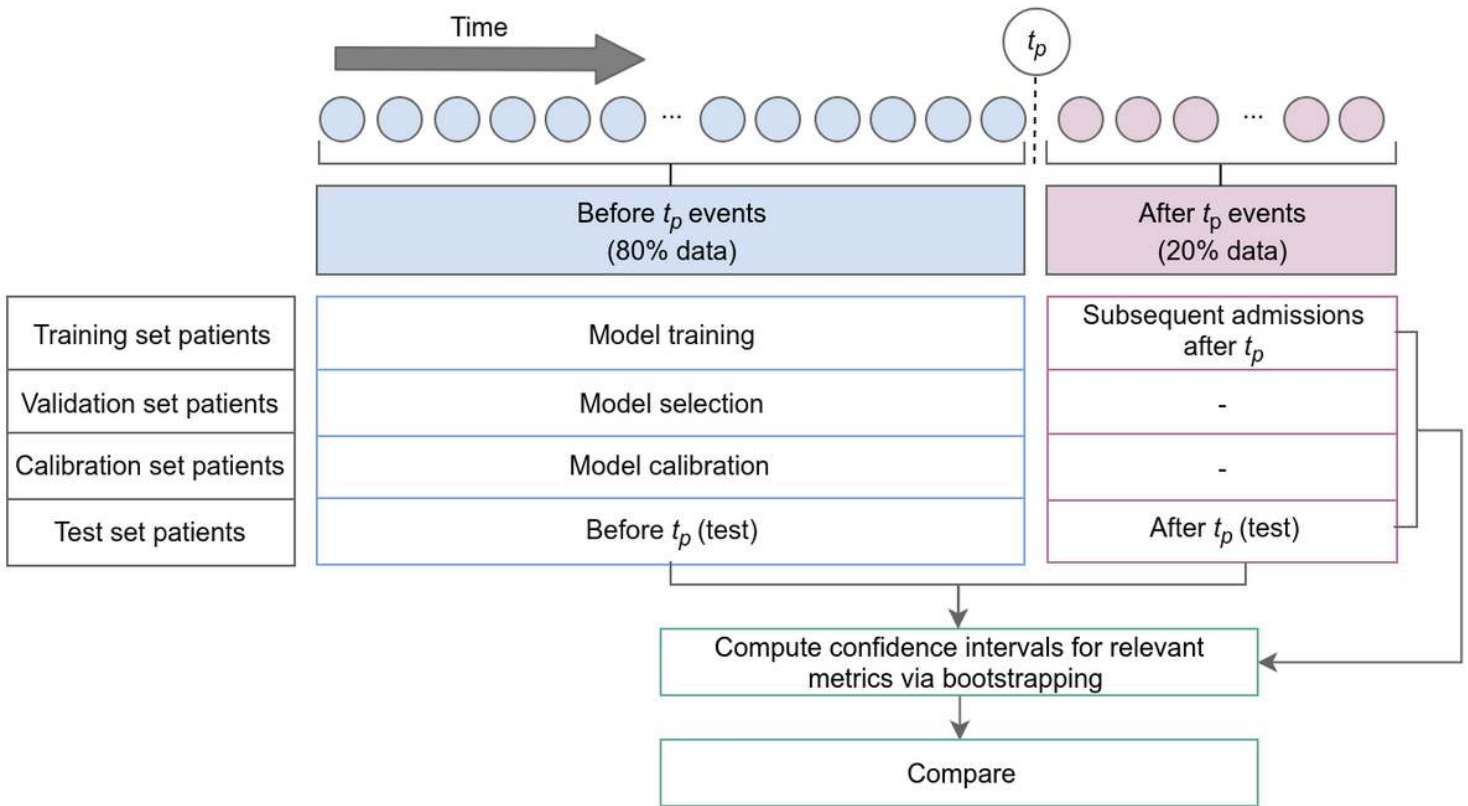 Time
t_p
...
...
Before t_p events
(80% data)
After t_p events
(20% data)
Training set patients
Model training
Subsequent admissions
after t_p
Validation set patients
Model selection
-
Calibration set patients
Model calibration
-
Test set patients
Before t_p (test)
After t_p (test)
Compute confidence intervals for relevant
metrics via bootstrapping
Compare